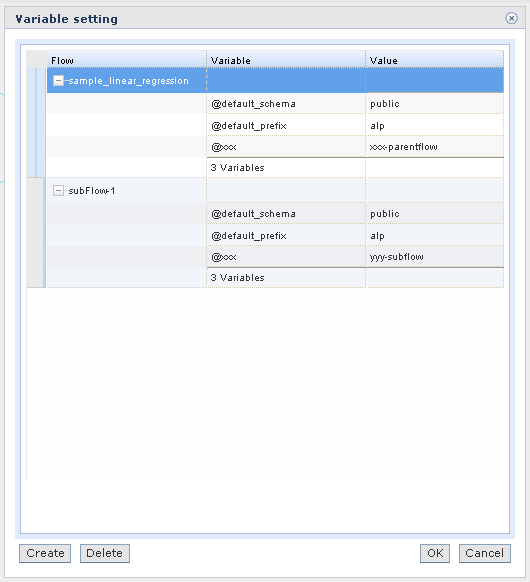 Variable setting
Flow Variable Value
sample_linear_regression
@default_schema public
@default_prefix alp
@xxx xxx-parentflow
3 Variables
subFlow-1
@default_schema public
@default_prefix alp
@xxx yyy-subflow
3 Variables
Create Delete OK Cancel